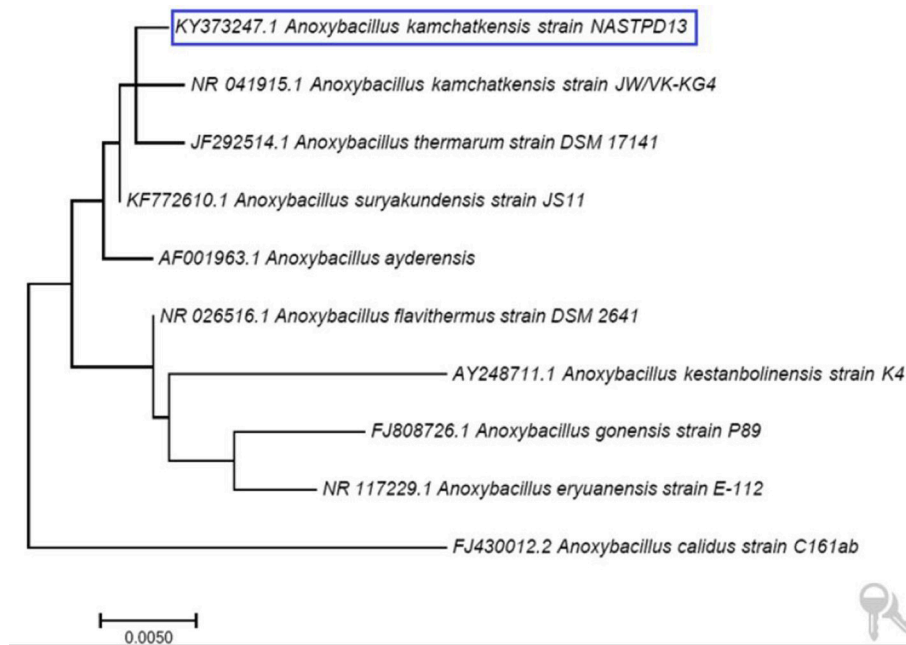 KY373247.1 Anoxybacillus kamchatkensis strain NASTPD13
NR 041915.1 Anoxybacillus kamchatkensis strain JW/VK-KG4
JF292514.1 Anoxybacillus thermarum strain DSM 17141
KF772610.1 Anoxybacillus suryakundensis strain JS11
AF001963.1 Anoxybacillus ayderensis
NR 026516.1 Anoxybacillus flavithermus strain DSM 2641
AY248711.1 Anoxybacillus kestanbolinensis strain K4
FJ808726.1 Anoxybacillus gonensis strain P89
NR 117229.1 Anoxybacillus eryuanensis strain E-112
FJ430012.2 Anoxybacillus calidus strain C161ab
0.0050